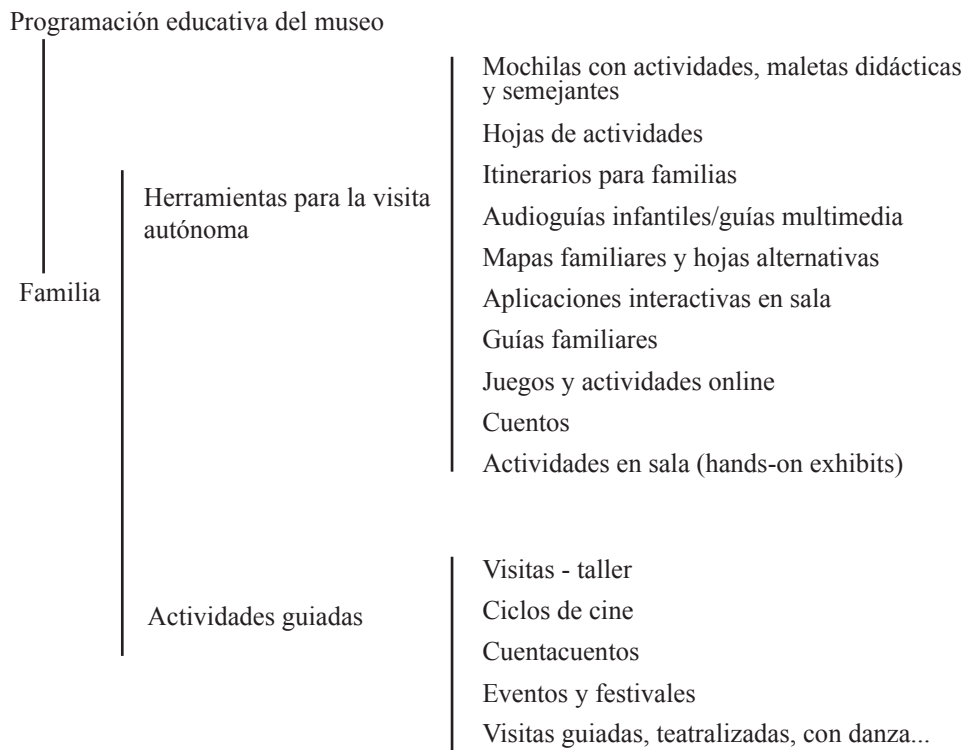 Programación educativa del museo
Familia
Herramientas para la visita
autónoma
Mochilas con actividades, maletas didácticas
y semejantes
Hojas de actividades
Itinerarios para familias
Audioguías infantiles/guías multimedia
Mapas familiares y hojas alternativas
Aplicaciones interactivas en sala
Guías familiares
Juegos y actividades online
Cuentos
Actividades en sala (hands-on exhibits)
Actividades guiadas
Visitas - taller
Ciclos de cine
Cuentacuentos
Eventos y festivales
Visitas guiadas, teatralizadas, con danza...